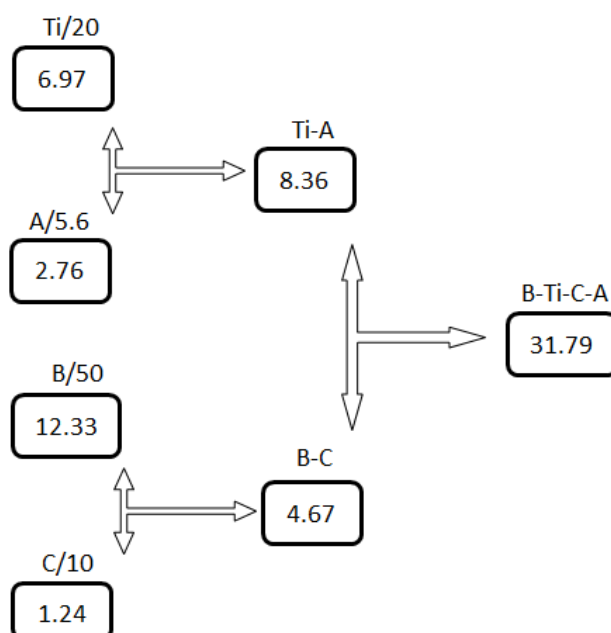 Ti/20
6.97
Ti-A
8.36
A/5.6
2.76
B-Ti-C-A
31.79
B/50
12.33
B-C
4.67
C/10
1.24